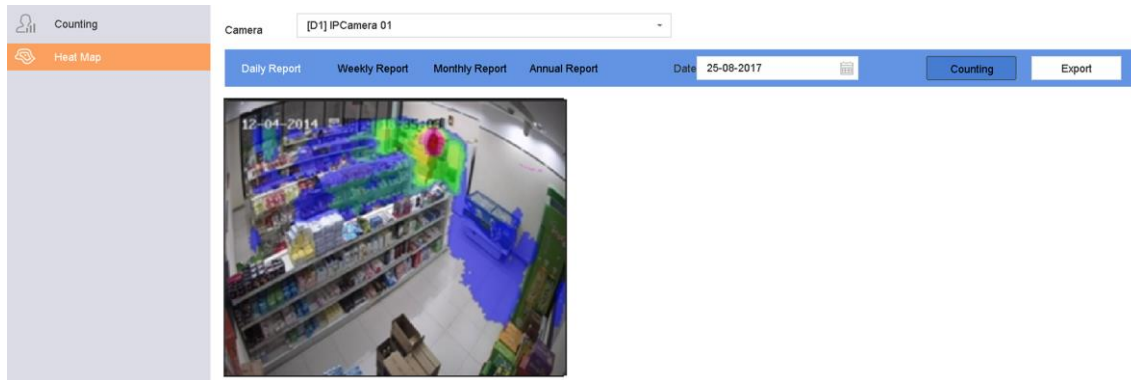 Counting
Heat Map
Camera
[D1] IPCamera 01
Daily Report
Weekly Report
Monthly Report
Annual Report
Date
25-08-2017
Counting
Export
12-04-2014